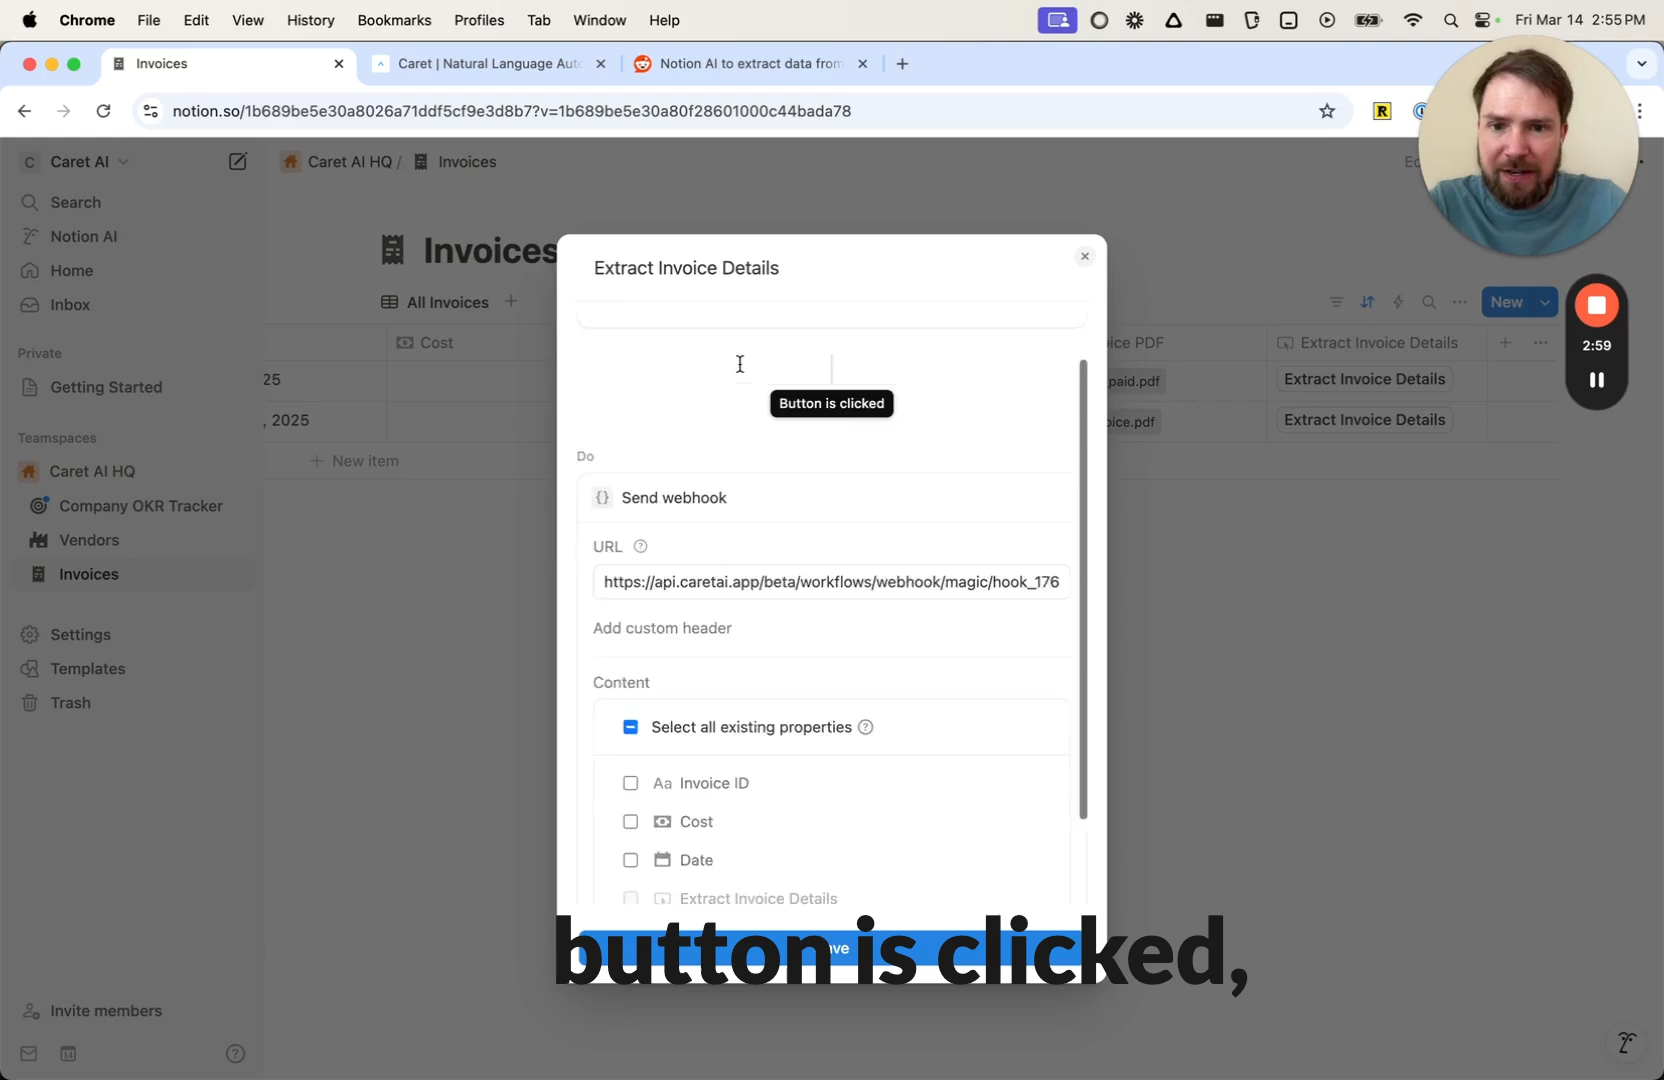 Chrome File Edit View History Bookmarks Profiles Tab Window Help Fri Mar 14 2:55 PM
Invoices
Caret | Natural Language Auto
Notion AI to extract data from
notion.so/1b689be5e30a8026a71ddf5cf9e3d8b7?v=1b689be5e30a80f28601000c44bada78
C Caret AI
Caret AI HQ / Invoices
Search
Notion AI
Home
Inbox
Private
Getting Started
Teamspaces
Caret AI HQ
Company OKR Tracker
Vendors
Invoices
Settings
Templates
Trash
Invite members
Invoices
All Invoices
New
Cost
PDF
Extract Invoice Details
25
paid.pdf
Extract Invoice Details
, 2025
oice.pdf
Extract Invoice Details
New item
2:59
Extract Invoice Details
Button is clicked
Do
{} Send webhook
URL
https://api.caretai.app/beta/workflows/webhook/magic/hook_176
Add custom header
Content
Select all existing properties
Aa Invoice ID
Cost
Date
Extract Invoice Details
button is clicked,